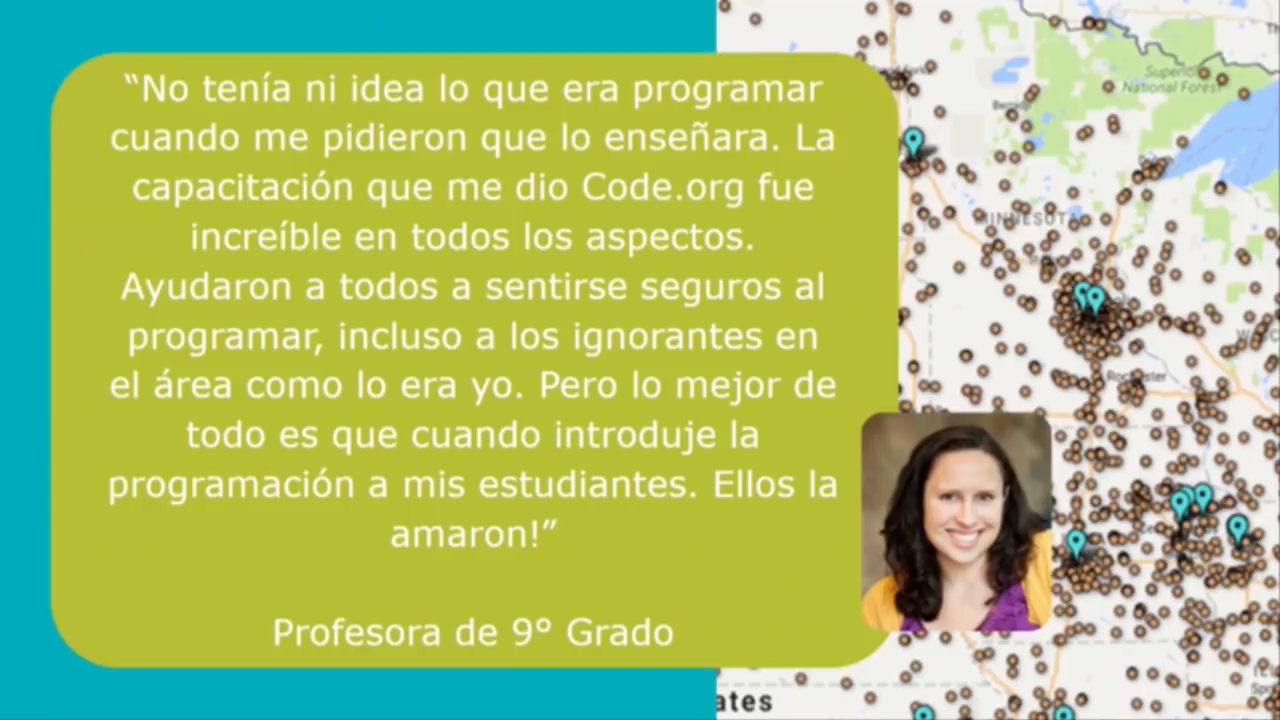 “No tenía ni idea lo que era programar
cuando me pidieron que lo enseñara. La
capacitación que me dio Code.org fue
increíble en todos los aspectos.
Ayudaron a todos a sentirse seguros al
programar, incluso a los ignorantes en
el área como lo era yo. Pero lo mejor de
todo es que cuando introduje la
programación a mis estudiantes. Ellos la
amaron!”
Profesora de 9° Grado
Superior
National Forest
MINNESOTA
ates